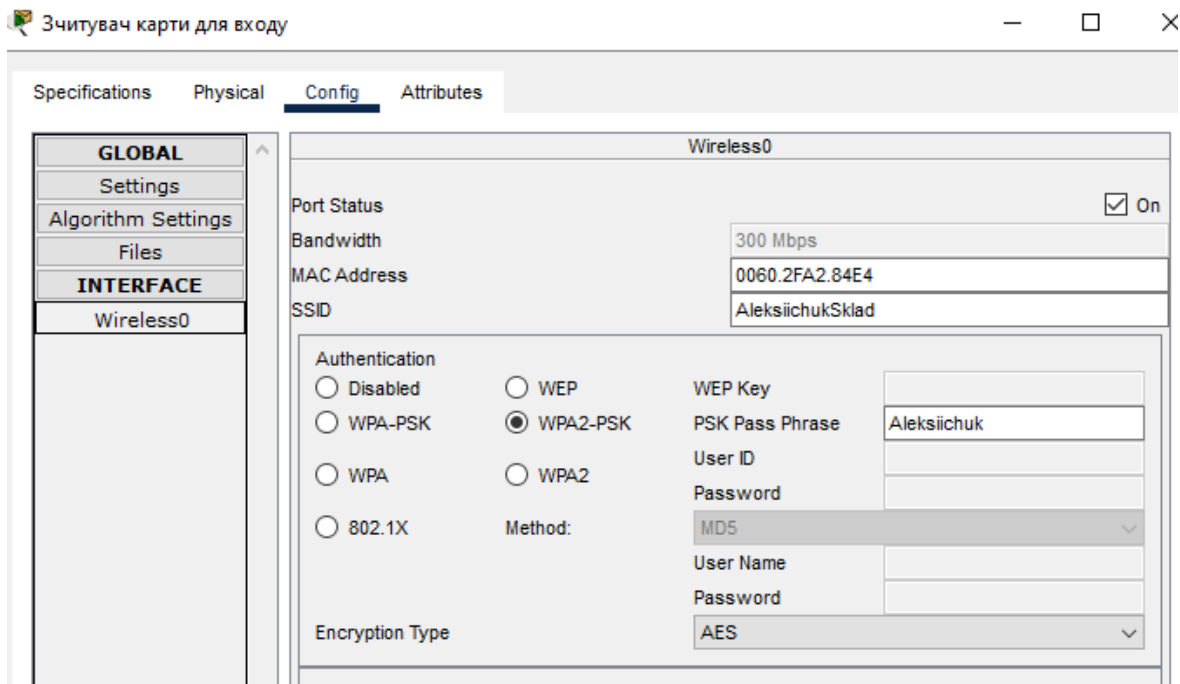 Зчитувач карти для входу
Specifications Physical Config Attributes
GLOBAL
Settings
Algorithm Settings
Files
INTERFACE
Wireless0
Wireless0
Port Status On
Bandwidth 300 Mbps
MAC Address 0060.2FA2.84E4
SSID AleksiichukSklad
Authentication
Disabled WEP WEP Key
WPA-PSK WPA2-PSK PSK Pass Phrase Aleksiichuk
User ID
WPA WPA2
Password
802.1X Method: MD5
User Name
Password
Encryption Type AES